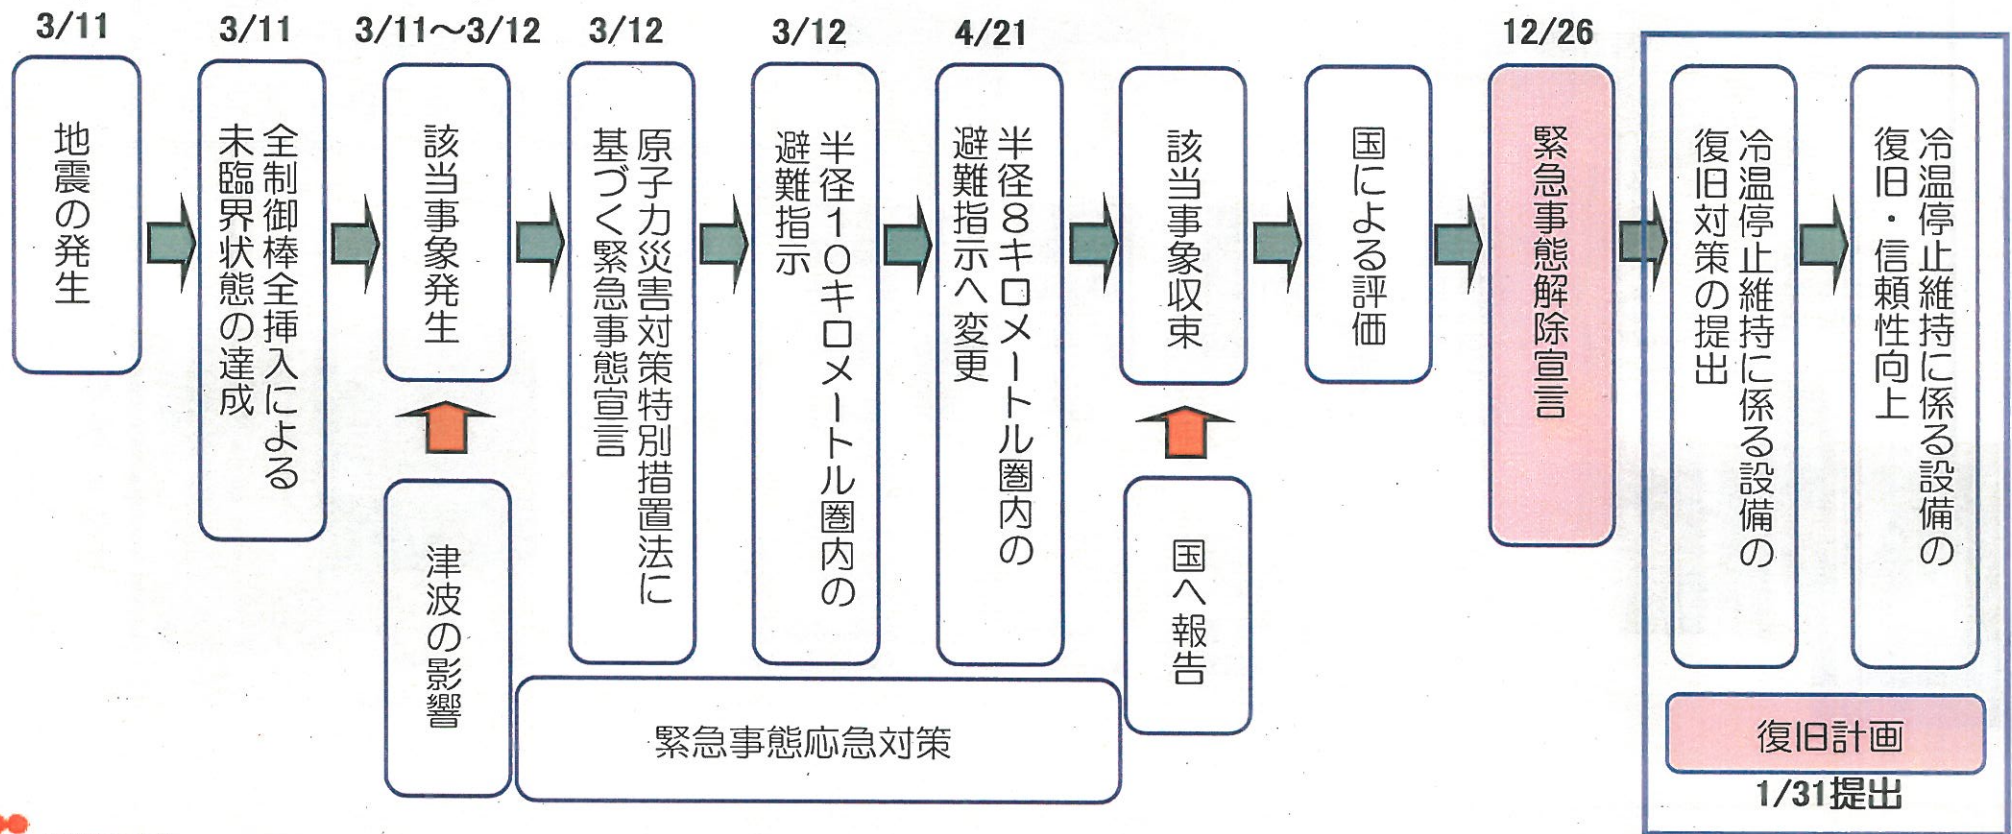 3/11
地震の発生
3/11
全制御棒全挿入による
未臨界状態の達成
3/11～3/12
該当事象発生
津波の影響
3/12
原子力災害対策特別措置法に
基づく緊急事態宣言
3/12
半径10キロメートル圏内の
避難指示
4/21
半径8キロメートル圏内の
避難指示へ変更
緊急事態応急対策
該当事象収束
国へ報告
国による評価
12/26
緊急事態解除宣言
冷温停止維持に係る設備の
復旧対策の提出
冷温停止維持に係る設備の
復旧・信頼性向上
復旧計画
1/31提出